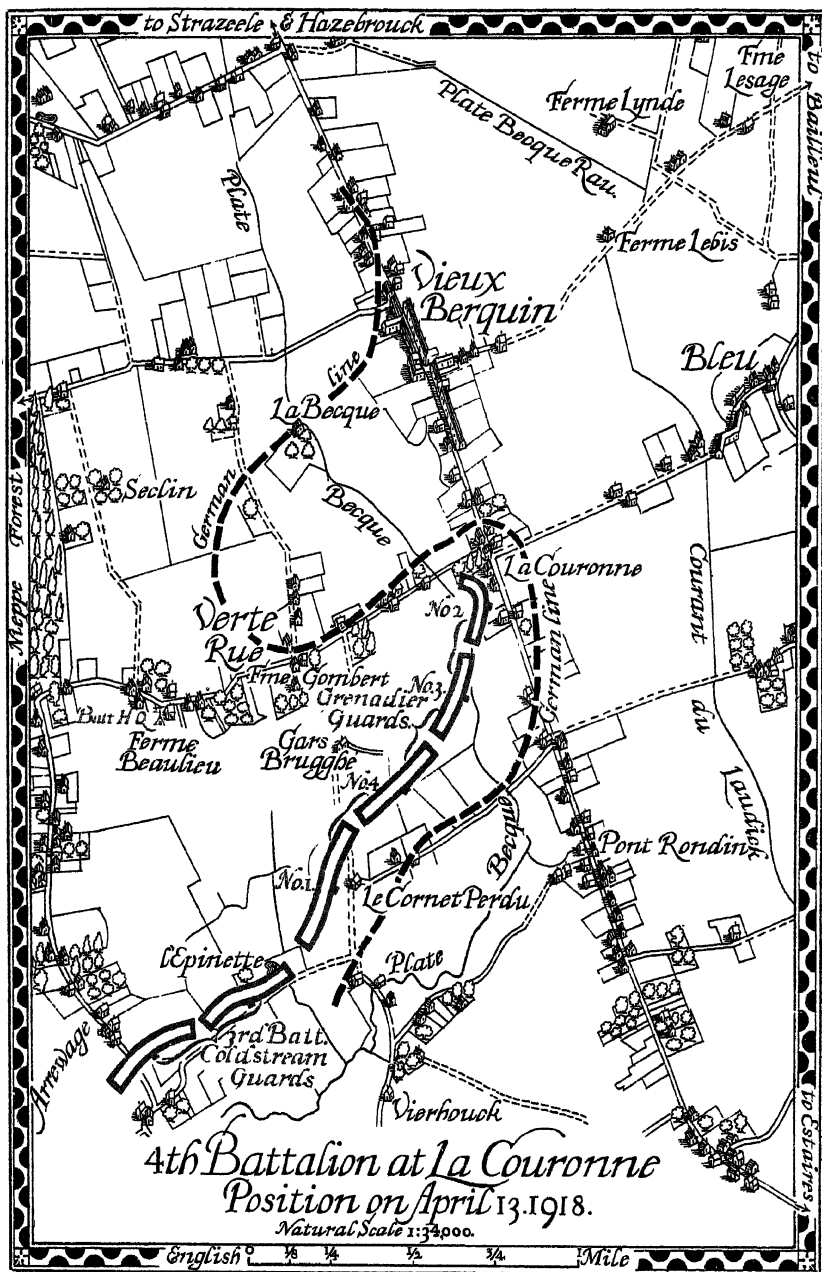 to Strazeele & Hazebrouck
to Bailleul
Fme
Lesage
Ferme Lynde
Plate Becque Rau.
Plate
Ferme Lebis
Vieux
Berquin
Bleu
line
La Becque
Becque
German
Seclin
Nieppe Forest
La Couronne
No 2
German line
Verte
Rue
Fme Gombert
No. 3.
Grenadier
Guards.
Batt H Q
Ferme
Beaulieu
Gars
Brugghe
No. 4
Courant du Laudick
Becque
Pont Rondin
No. 1.
Le Cornet Perdu
l'Epinette
Plate
Arrewage
3rd Batt.
Coldstream
Guards
Vierhouck
to Estaires
4th Battalion at La Couronne
Position on April 13. 1918.
Natural Scale 1:34,000.
English 0 1/8 1/4 1/2 3/4 1 Mile